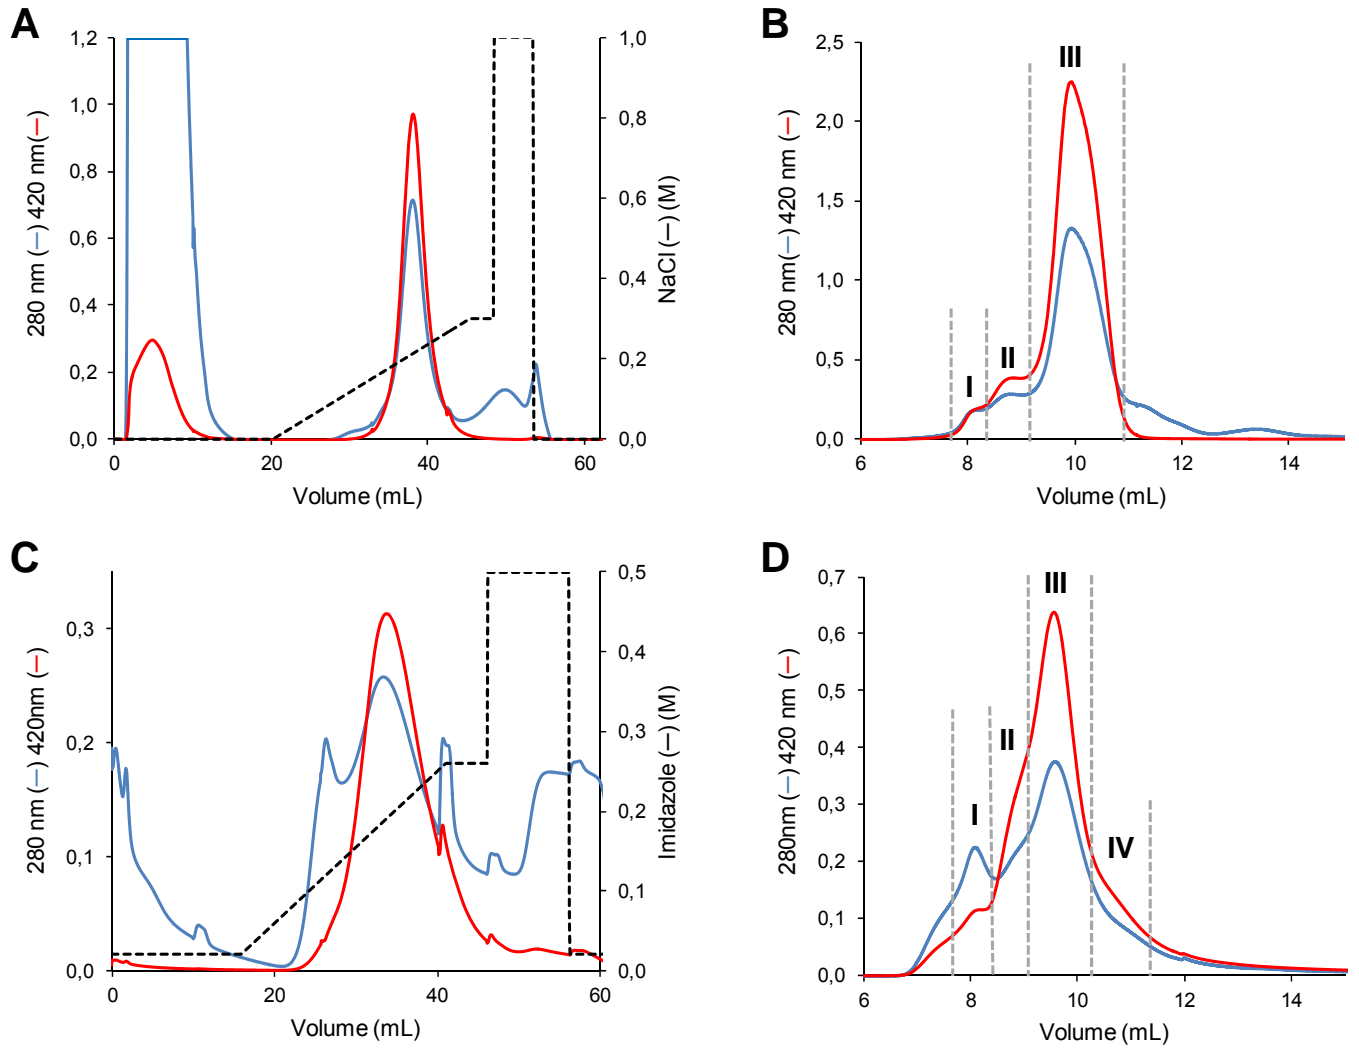 A
1,2
1,0
0,8
0,6
0,4
0,2
0,0
280 nm (—) 420 nm(—)
1,0
0,8
0,6
0,4
0,2
0,0
NaCl (—) (M)
0
20
40
60
Volume (mL)
B
2,5
2,0
1,5
1,0
0,5
0,0
280 nm(—) 420 nm (—)
I
II
III
6
8
10
12
14
Volume (mL)
C
0,3
0,2
0,1
0,0
280 nm (—) 420nm (—)
0,5
0,4
0,3
0,2
0,1
0,0
Imidazole (—) (M)
0
20
40
60
Volume (mL)
D
0,7
0,6
0,5
0,4
0,3
0,2
0,1
0,0
280nm (—) 420 nm (—)
I
II
III
IV
6
8
10
12
14
Volume (mL)